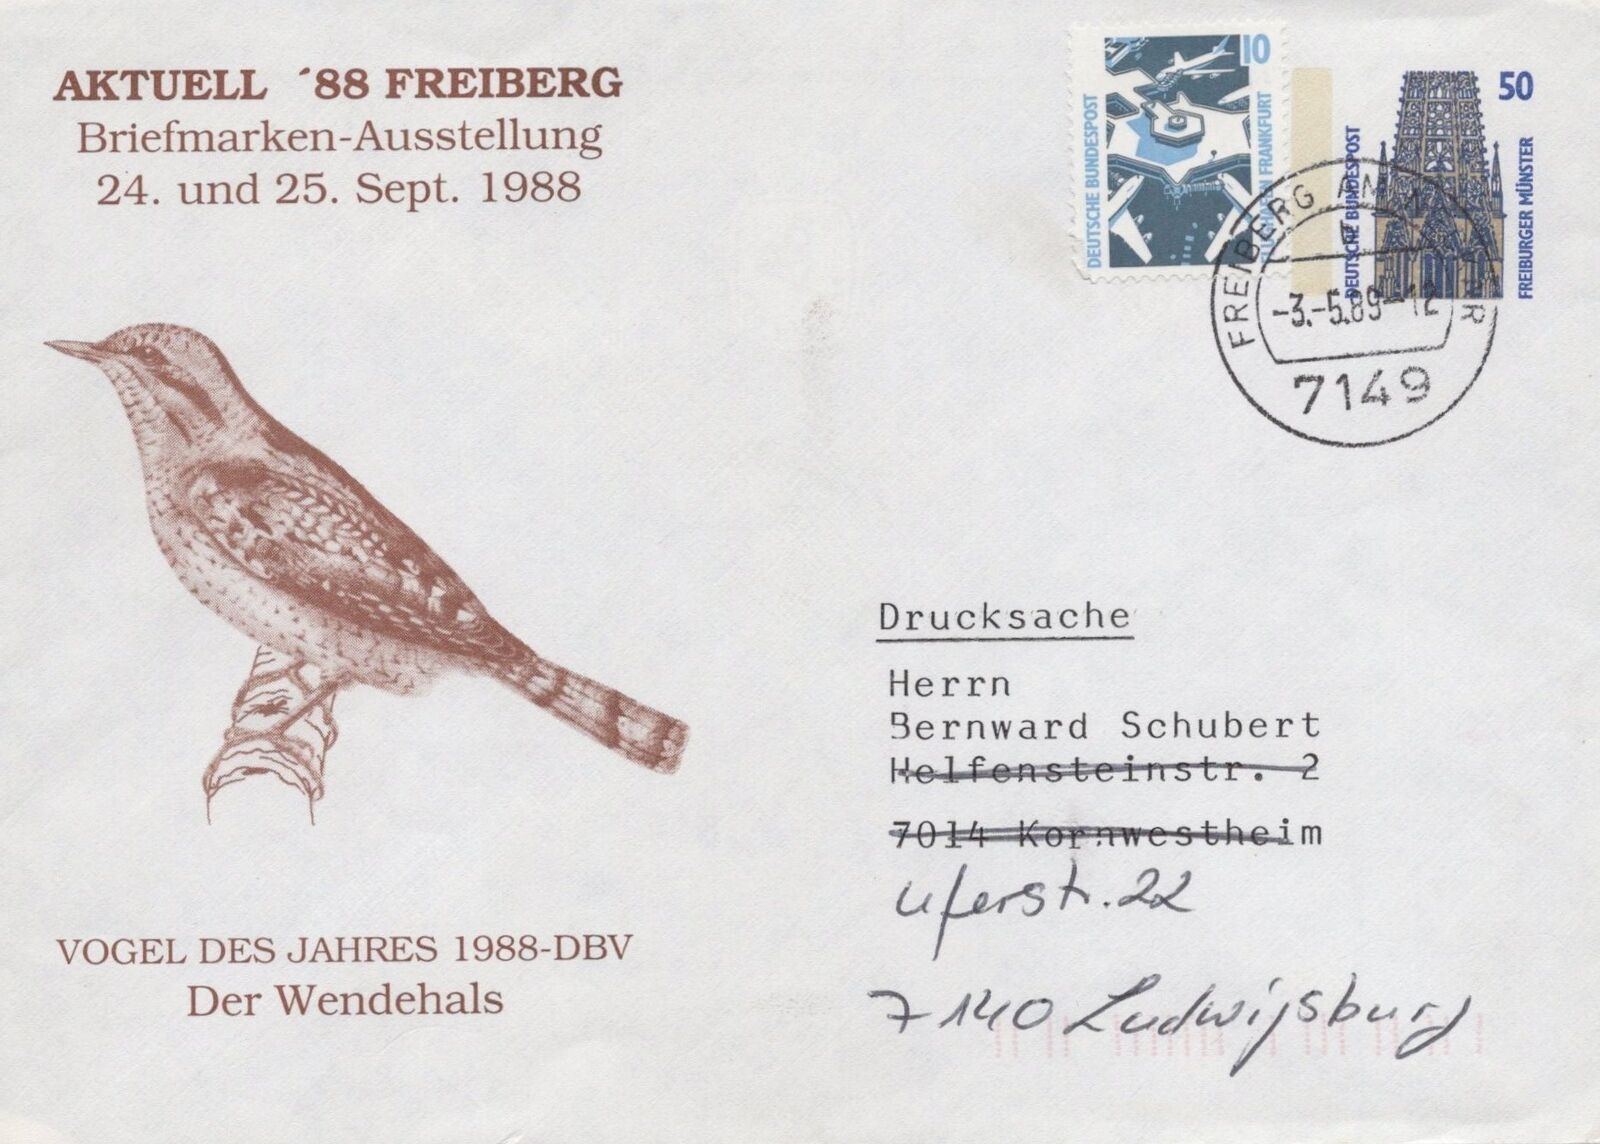 AKTUELL ´88 FREIBERG
Briefmarken-Ausstellung
24. und 25. Sept. 1988
10
DEUTSCHE BUNDESPOST
FRANKFURT
50
DEUTSCHE BUNDESPOST
FREIBURGER MÜNSTER
FREIBERG AM
-3.-5.89-12
7149
Drucksache
Herrn
Bernward Schubert
Helfensteinstr. 2
7014 Kornwestheim
Uferstr. 22
7140 Ludwigsburg
VOGEL DES JAHRES 1988-DBV
Der Wendehals